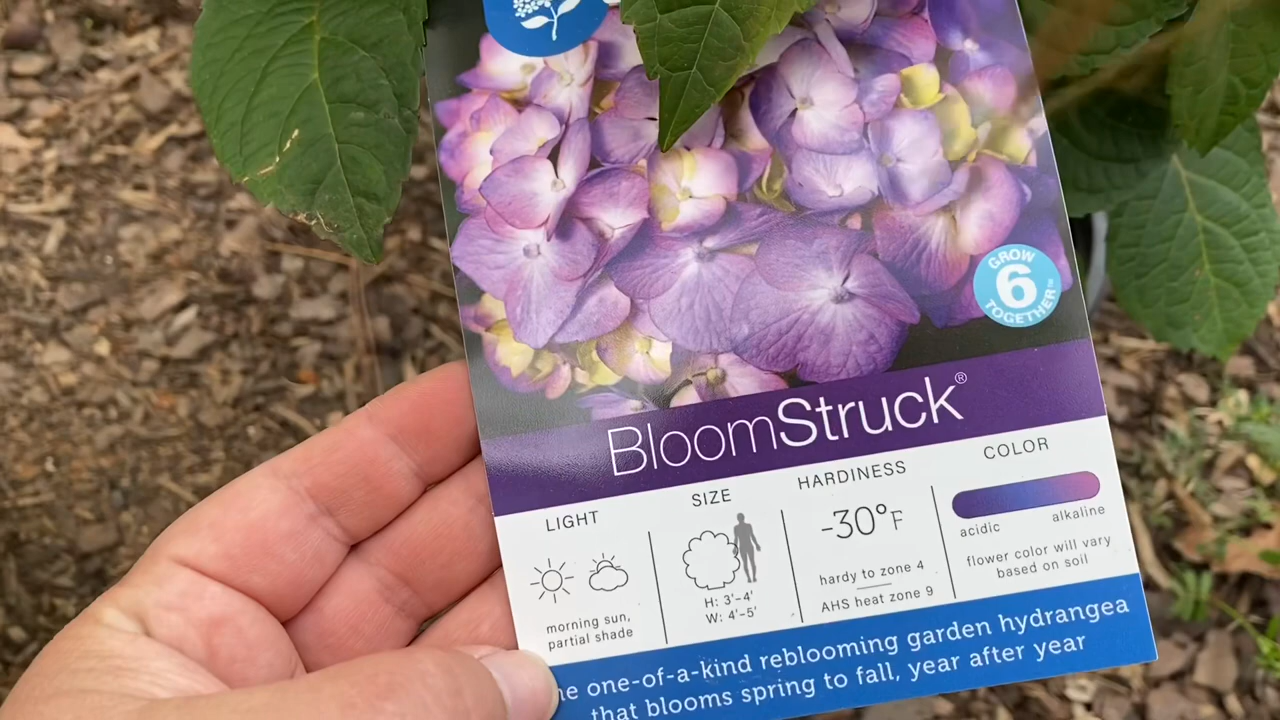 GROW
6
TOGETHER™
BloomStruck®
LIGHT
morning sun,
partial shade
SIZE
H: 3'-4'
W: 4'-5'
HARDINESS
-30°F
hardy to zone 4
AHS heat zone 9
COLOR
acidic
alkaline
flower color will vary
based on soil
one-of-a-kind reblooming garden hydrangea
that blooms spring to fall, year after year